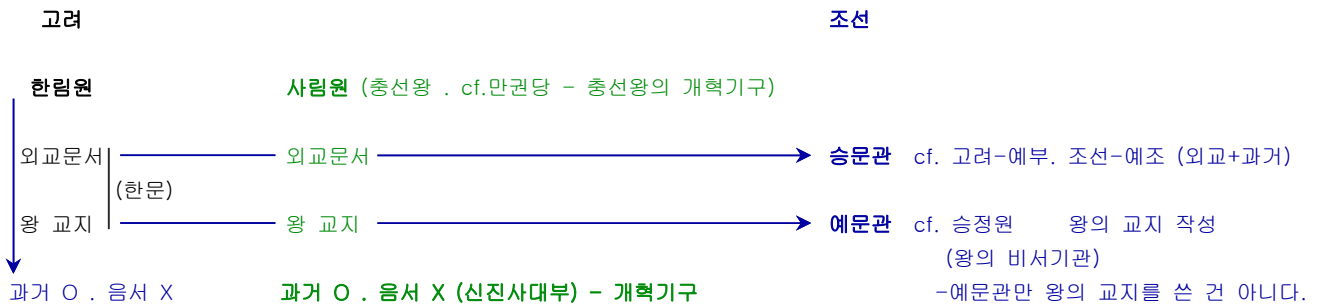 고려 조선
한림원 사림원 (충선왕 . cf.만권당 - 충선왕의 개혁기구)
외교문서 외교문서 승문관 cf. 고려-예부. 조선-예조 (외교+과거)
(한문)
왕 교지 왕 교지 예문관 cf. 승정원 왕의 교지 작성
(왕의 비서기관)
과거 O . 음서 X 과거 O . 음서 X (신진사대부) - 개혁기구 -예문관만 왕의 교지를 쓴 건 아니다.